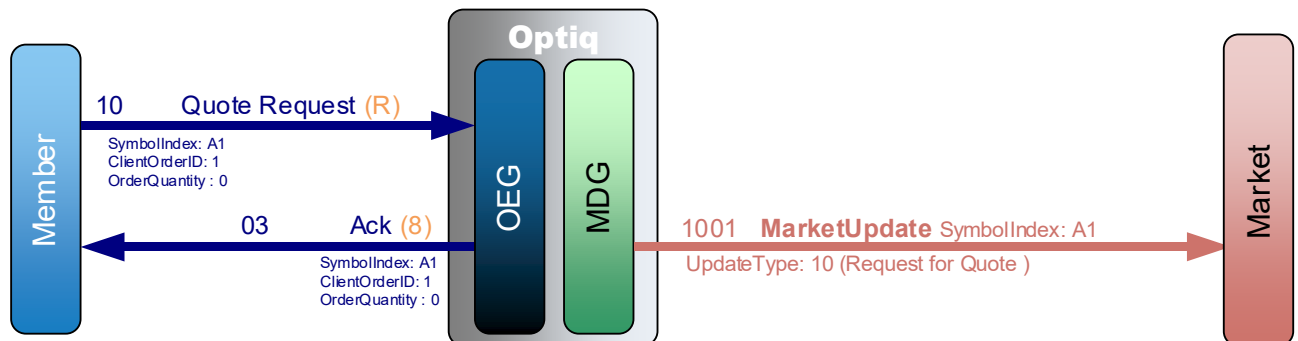 Optiq
Member
10 Quote Request (R)
SymbolIndex: A1
ClientOrderID: 1
OrderQuantity : 0
03 Ack (8)
SymbolIndex: A1
ClientOrderID: 1
OrderQuantity : 0
OEG
MDG
1001 MarketUpdate SymbolIndex: A1
UpdateType: 10 (Request for Quote )
Market